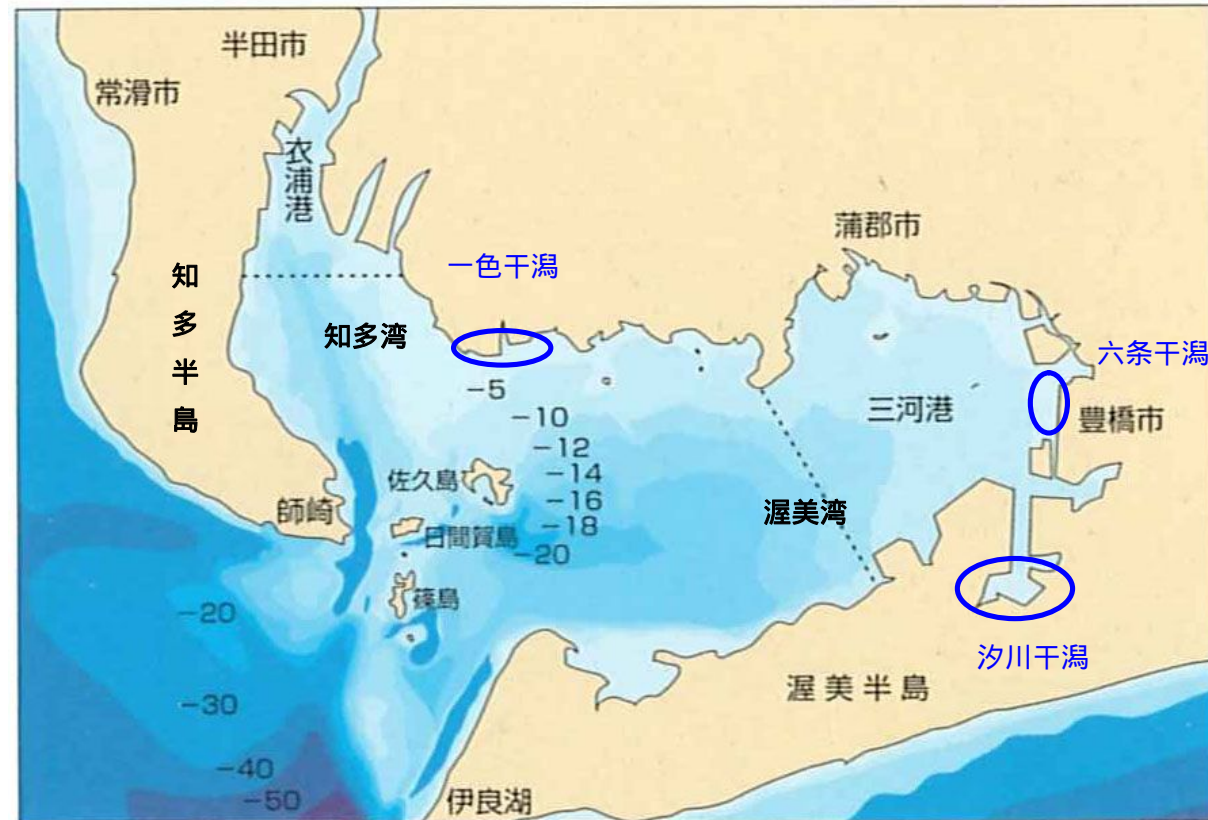 半田市
常滑市
衣浦港
蒲郡市
一色干潟
知多半島
知多湾
六条干潟
-5
三河港
-10
豊橋市
-12
佐久島
-14
-16
師崎
渥美湾
-18
日間賀島
-20
篠島
-20
汐川干潟
渥美半島
-30
-40
-50
伊良湖